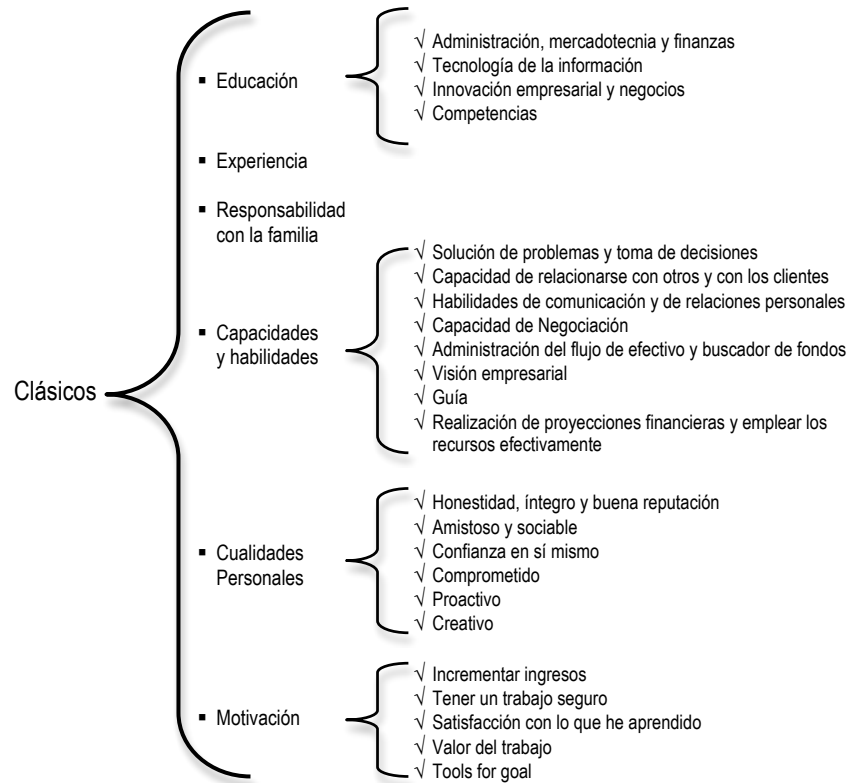 Clásicos
▪ Educación
√ Administración, mercadotecnia y finanzas
√ Tecnología de la información
√ Innovación empresarial y negocios
√ Competencias
▪ Experiencia
▪ Responsabilidad
con la familia
▪ Capacidades
y habilidades
√ Solución de problemas y toma de decisiones
√ Capacidad de relacionarse con otros y con los clientes
√ Habilidades de comunicación y de relaciones personales
√ Capacidad de Negociación
√ Administración del flujo de efectivo y buscador de fondos
√ Visión empresarial
√ Guía
√ Realización de proyecciones financieras y emplear los
recursos efectivamente
▪ Cualidades
Personales
√ Honestidad, íntegro y buena reputación
√ Amistoso y sociable
√ Confianza en sí mismo
√ Comprometido
√ Proactivo
√ Creativo
▪ Motivación
√ Incrementar ingresos
√ Tener un trabajo seguro
√ Satisfacción con lo que he aprendido
√ Valor del trabajo
√ Tools for goal